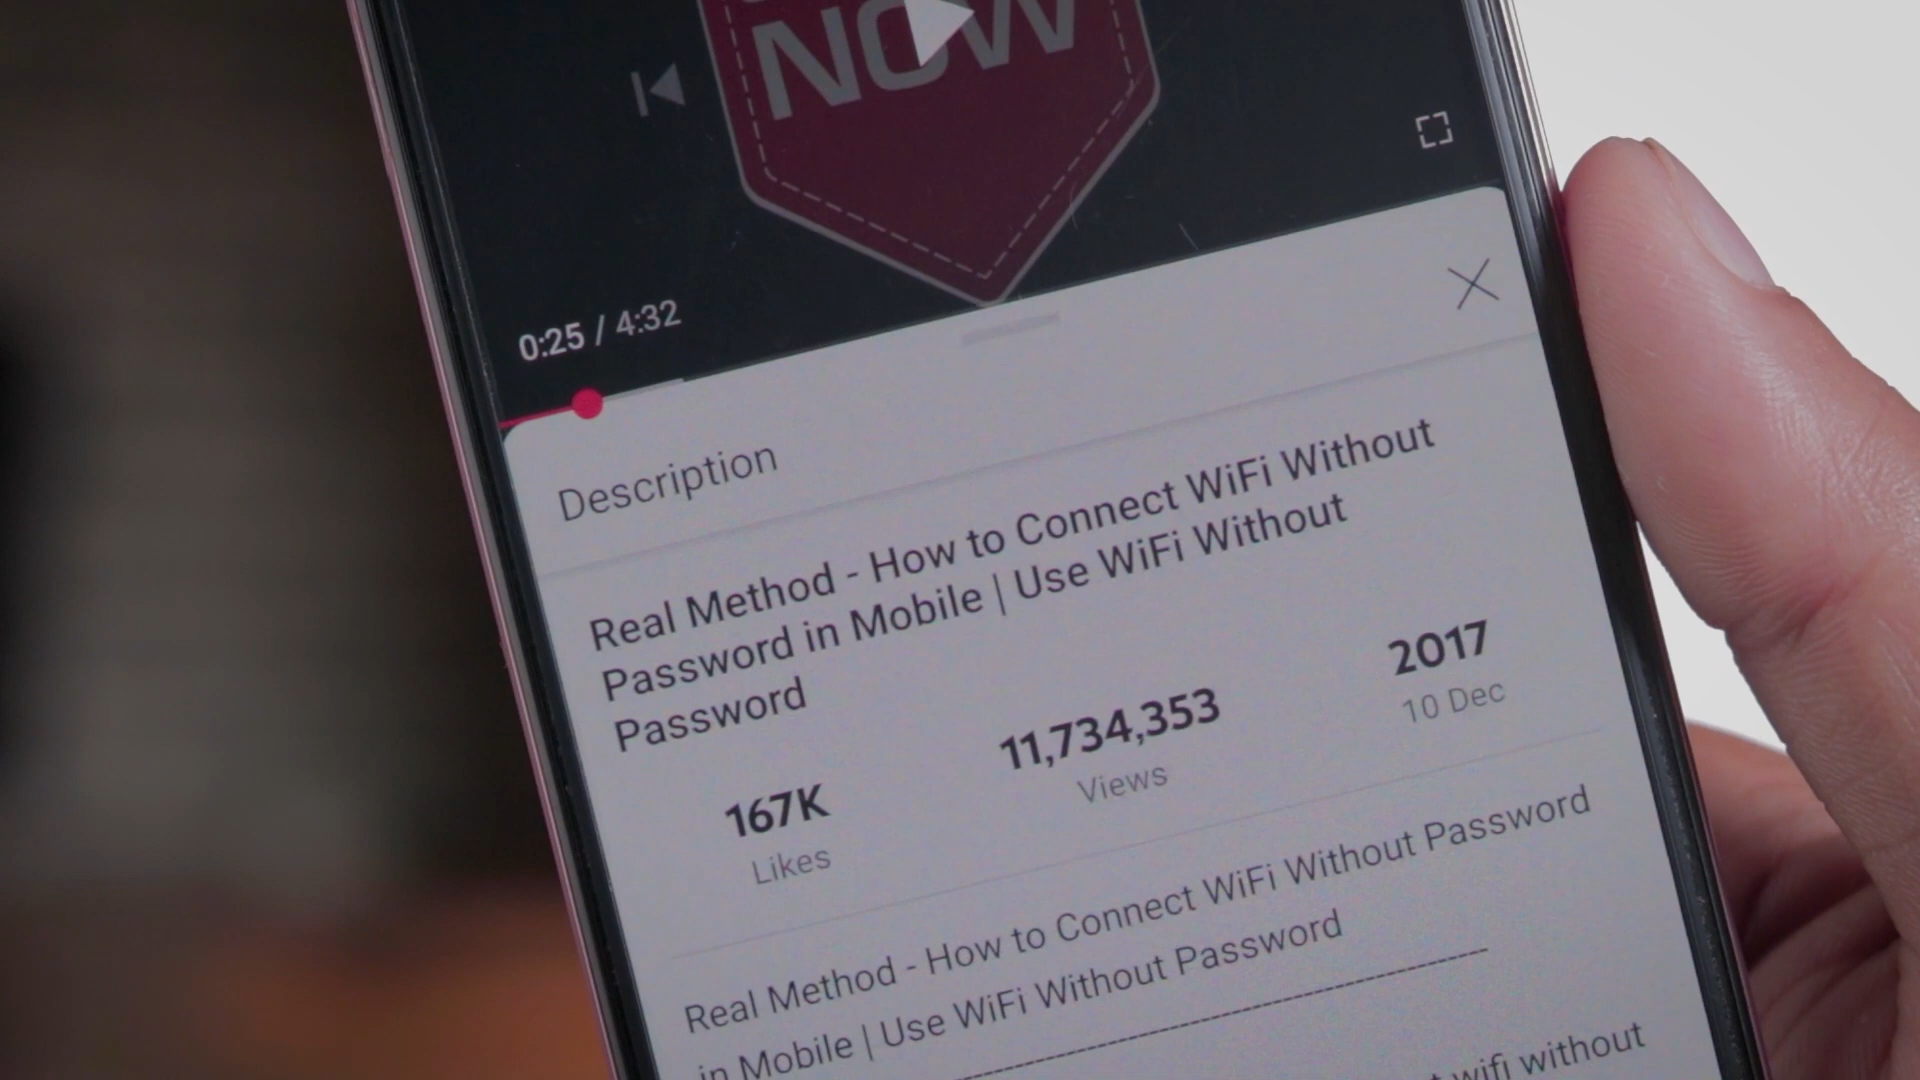 NOW
0:25 / 4:32
Description
Real Method - How to Connect WiFi Without
Password in Mobile | Use WiFi Without
Password
167K
Likes
11,734,353
Views
2017
10 Dec
Real Method - How to Connect WiFi Without Password
in Mobile | Use WiFi Without Password
wifi without